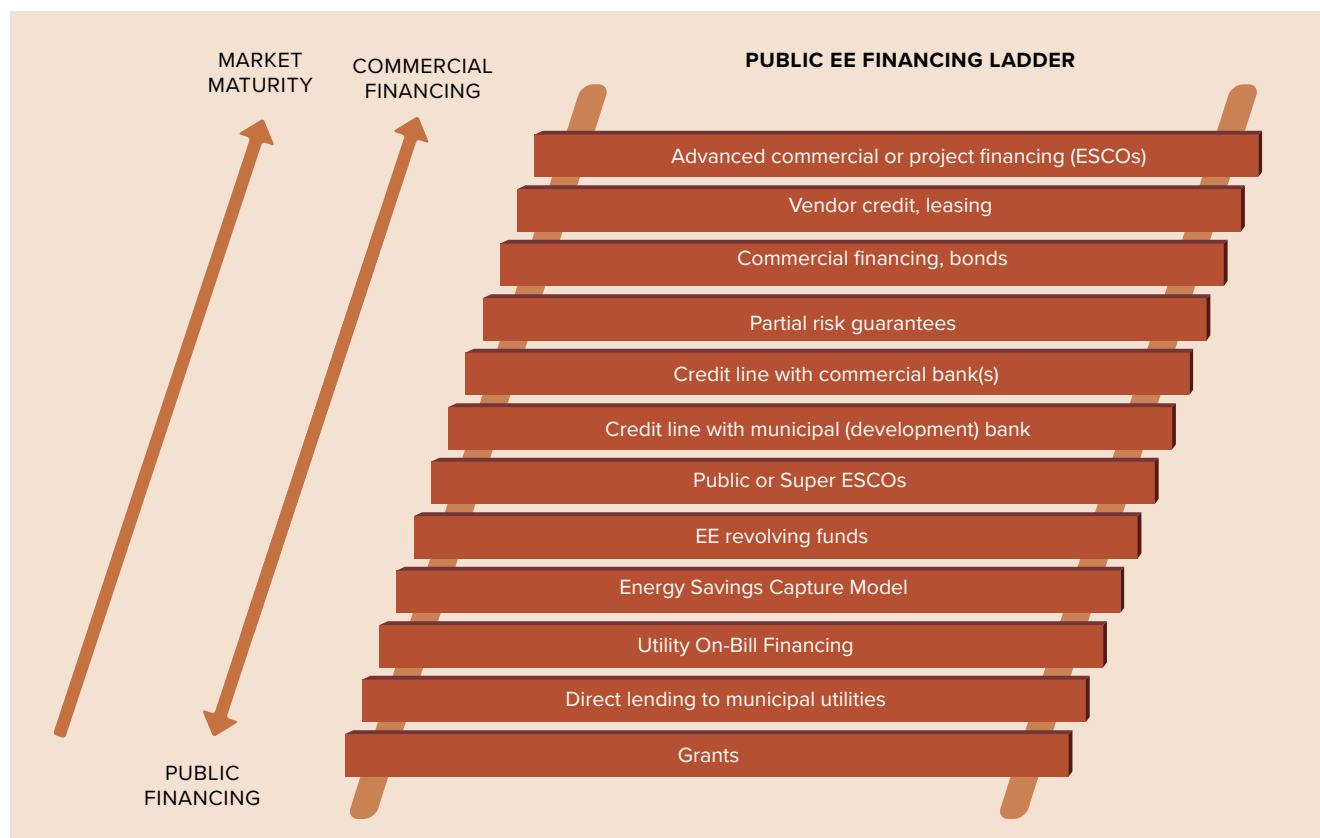 MARKET
MATURITY
COMMERCIAL
FINANCING
PUBLIC EE FINANCING LADDER
Advanced commercial or project financing (ESCOs)
Vendor credit, leasing
Commercial financing, bonds
Partial risk guarantees
Credit line with commercial bank(s)
Credit line with municipal (development) bank
Public or Super ESCOs
EE revolving funds
Energy Savings Capture Model
Utility On-Bill Financing
Direct lending to municipal utilities
Grants
PUBLIC
FINANCING